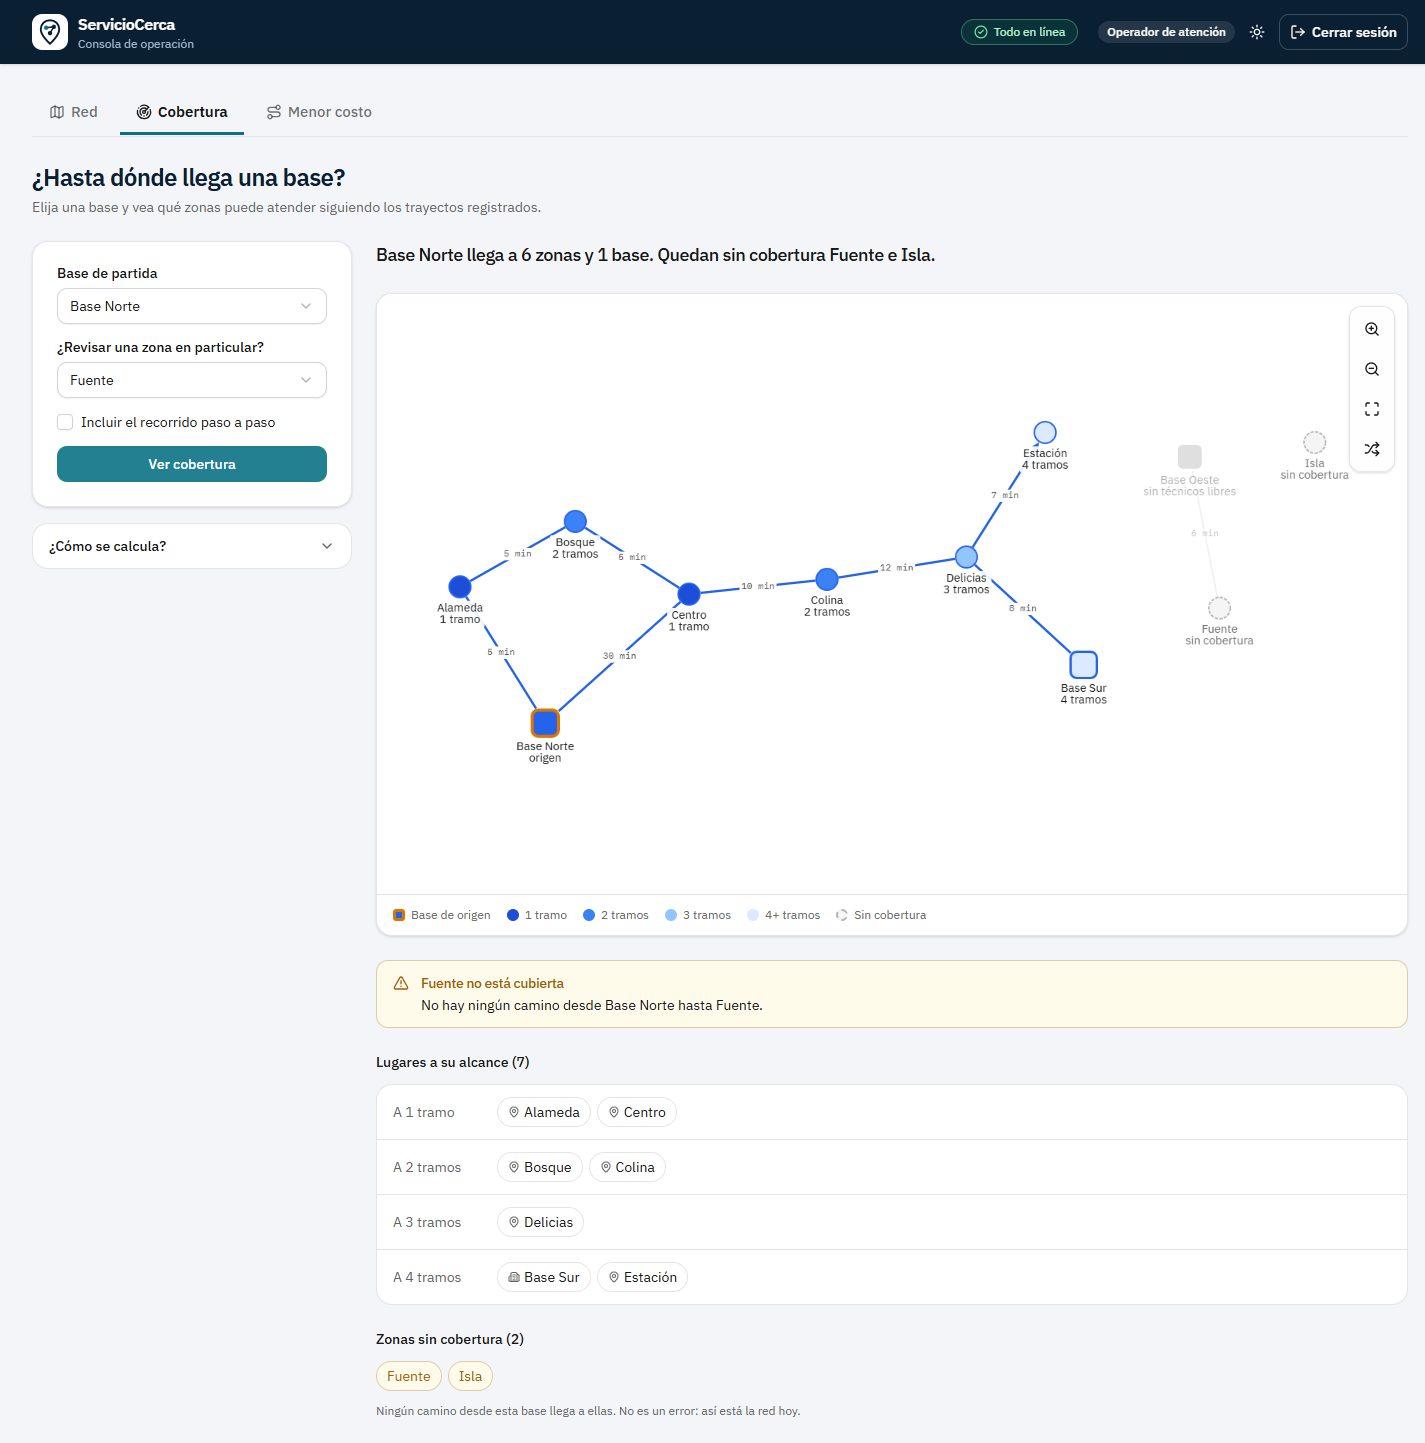 ServicioCerca
Consola de operación
Todo en línea
Operador de atención
Cerrar sesión
Red
Cobertura
Menor costo
¿Hasta dónde llega una base?
Elija una base y vea qué zonas puede atender siguiendo los trayectos registrados.
Base de partida
Base Norte
¿Revisar una zona en particular?
Fuente
Incluir el recorrido paso a paso
Ver cobertura
¿Cómo se calcula?
Base Norte llega a 6 zonas y 1 base. Quedan sin cobertura Fuente e Isla.
Estación
4 tramos
7 min
Base Oeste
sin técnicos libres
Isla
sin cobertura
6 min
Bosque
2 tramos
5 min
5 min
Alameda
1 tramo
Centro
1 tramo
10 min
Colina
2 tramos
12 min
Delicias
3 tramos
8 min
Fuente
sin cobertura
5 min
30 min
Base Sur
4 tramos
Base Norte
origen
Base de origen
1 tramo
2 tramos
3 tramos
4+ tramos
Sin cobertura
Fuente no está cubierta
No hay ningún camino desde Base Norte hasta Fuente.
Lugares a su alcance (7)
A 1 tramo
Alameda
Centro
A 2 tramos
Bosque
Colina
A 3 tramos
Delicias
A 4 tramos
Base Sur
Estación
Zonas sin cobertura (2)
Fuente
Isla
Ningún camino desde esta base llega a ellas. No es un error: así está la red hoy.